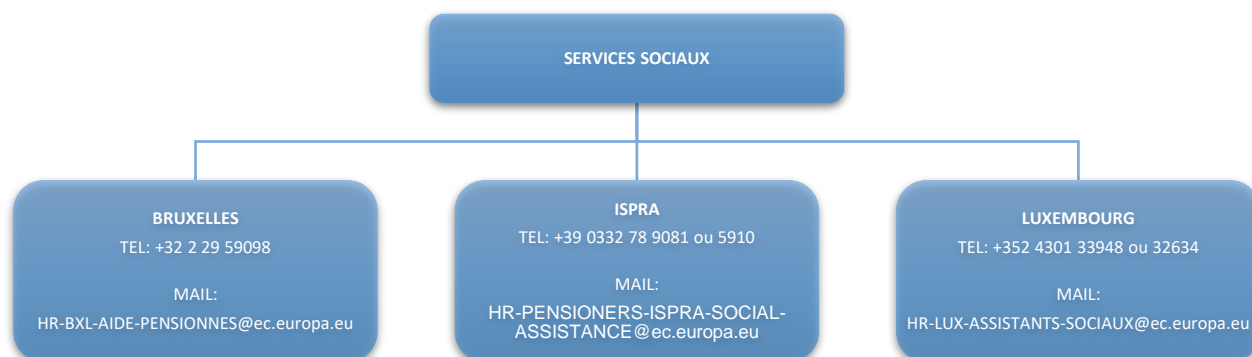 SERVICES SOCIAUX
BRUXELLES
TEL: +32 2 29 59098
MAIL:
HR-BXL-AIDE-PENSIONNES@ec.europa.eu
ISPRA
TEL: +39 0332 78 9081 ou 5910
MAIL:
HR-PENSIONERS-ISPRA-SOCIAL-
ASSISTANCE@ec.europa.eu
LUXEMBOURG
TEL: +352 4301 33948 ou 32634
MAIL:
HR-LUX-ASSISTANTS-SOCIAUX@ec.europa.eu